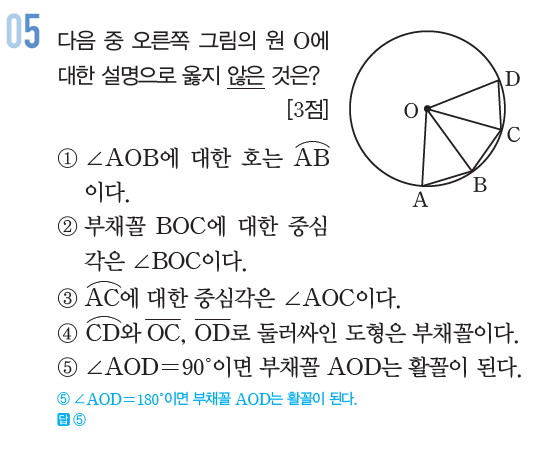 05 다음 중 오른쪽 그림의 원 O에
대한 설명으로 옳지 않은 것은?
[3점]
① ∠AOB에 대한 호는 A͡B
이다.
② 부채꼴 BOC에 대한 중심
각은 ∠BOC이다.
③ A͡C에 대한 중심각은 ∠AOC이다.
④ C͡D와 O̅C̅, O̅D̅로 둘러싸인 도형은 부채꼴이다.
⑤ ∠AOD=90°이면 부채꼴 AOD는 활꼴이 된다.
⑤ ∠AOD=180°이면 부채꼴 AOD는 활꼴이 된다.
답 ⑤
D
O
C
B
A